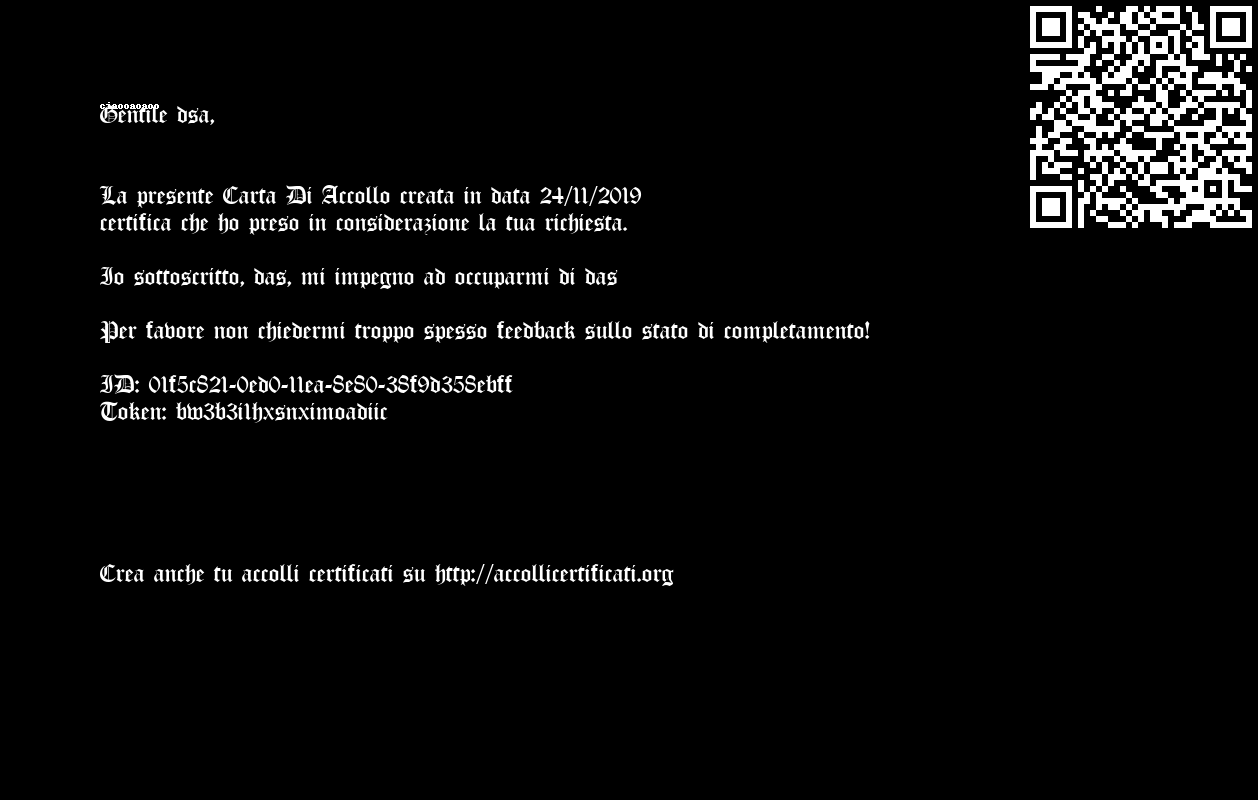 ciaooaoaoo
Gentile dsa,
La presente Carta Di Accollo creata in data 24/11/2019
certifica che ho preso in considerazione la tua richiesta.
Io sottoscritto, das, mi impegno ad occuparmi di das
Per favore non chiedermi troppo spesso feedback sullo stato di completamento!
ID: 01f5c821-0ed0-11ea-8e80-38f9d358ebff
Token: bw3b3i1hxsnximoadiic
Crea anche tu accolli certificati su http://accollicertificati.org